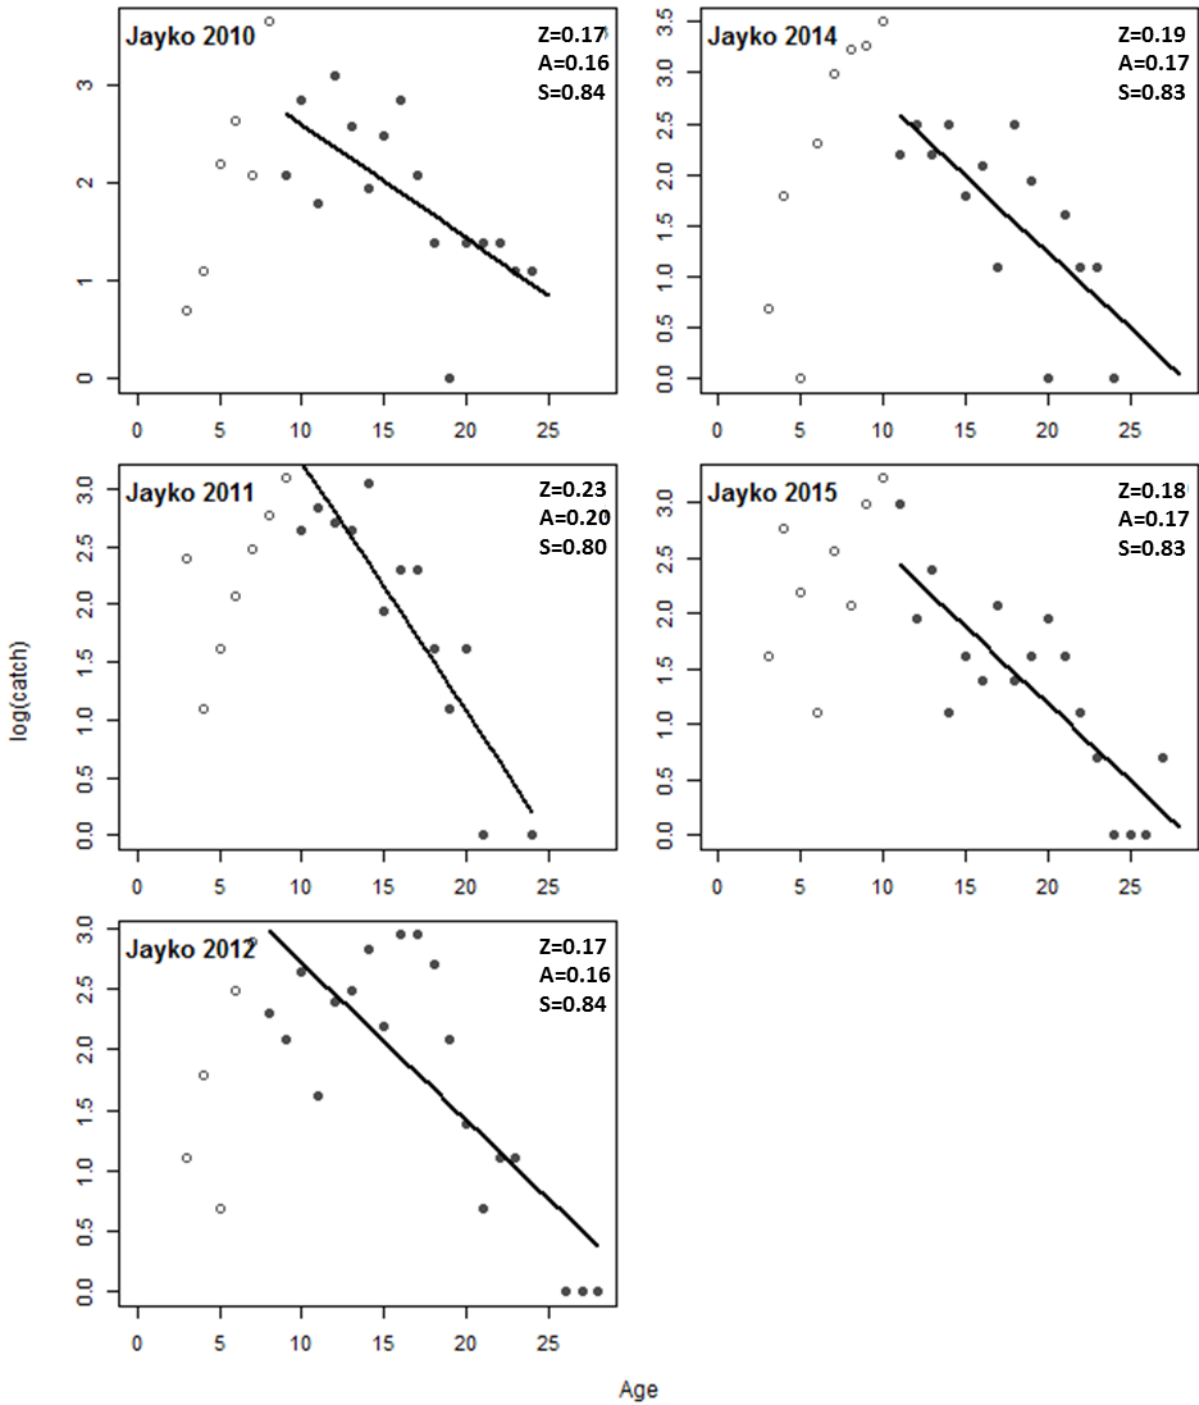 Jayko 2010
Z=0.17
A=0.16
S=0.84
3
2
1
0
0 5 10 15 20 25
Jayko 2014
Z=0.19
A=0.17
S=0.83
3.5
3.0
2.5
2.0
1.5
1.0
0.5
0.0
0 5 10 15 20 25
Jayko 2011
Z=0.23
A=0.20
S=0.80
3.0
2.5
2.0
1.5
1.0
0.5
0.0
0 5 10 15 20 25
Jayko 2015
Z=0.18
A=0.17
S=0.83
3.0
2.5
2.0
1.5
1.0
0.5
0.0
0 5 10 15 20 25
Jayko 2012
Z=0.17
A=0.16
S=0.84
3.0
2.5
2.0
1.5
1.0
0.5
0.0
0 5 10 15 20 25
log(catch)
Age